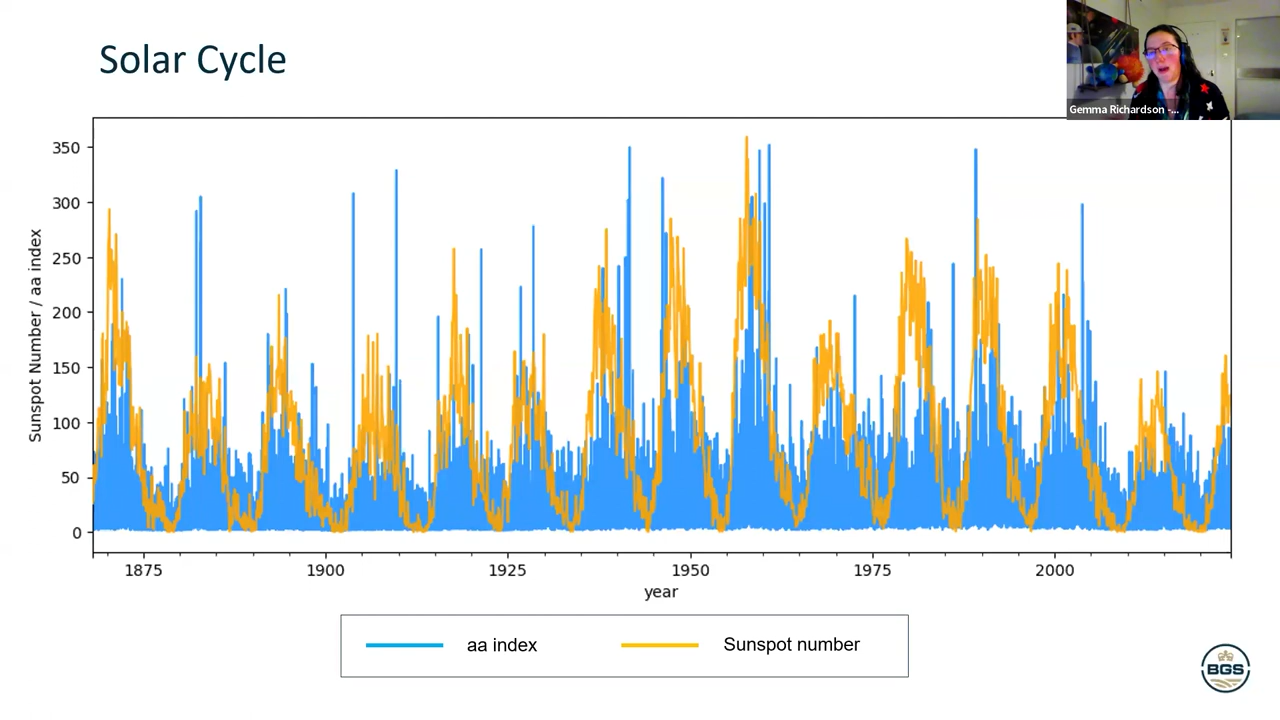 Solar Cycle
Gemma Richardson -...
350
300
250
200
150
100
50
0
Sunspot Number / aa index
1875
1900
1925
1950
1975
2000
year
aa index
Sunspot number
BGS